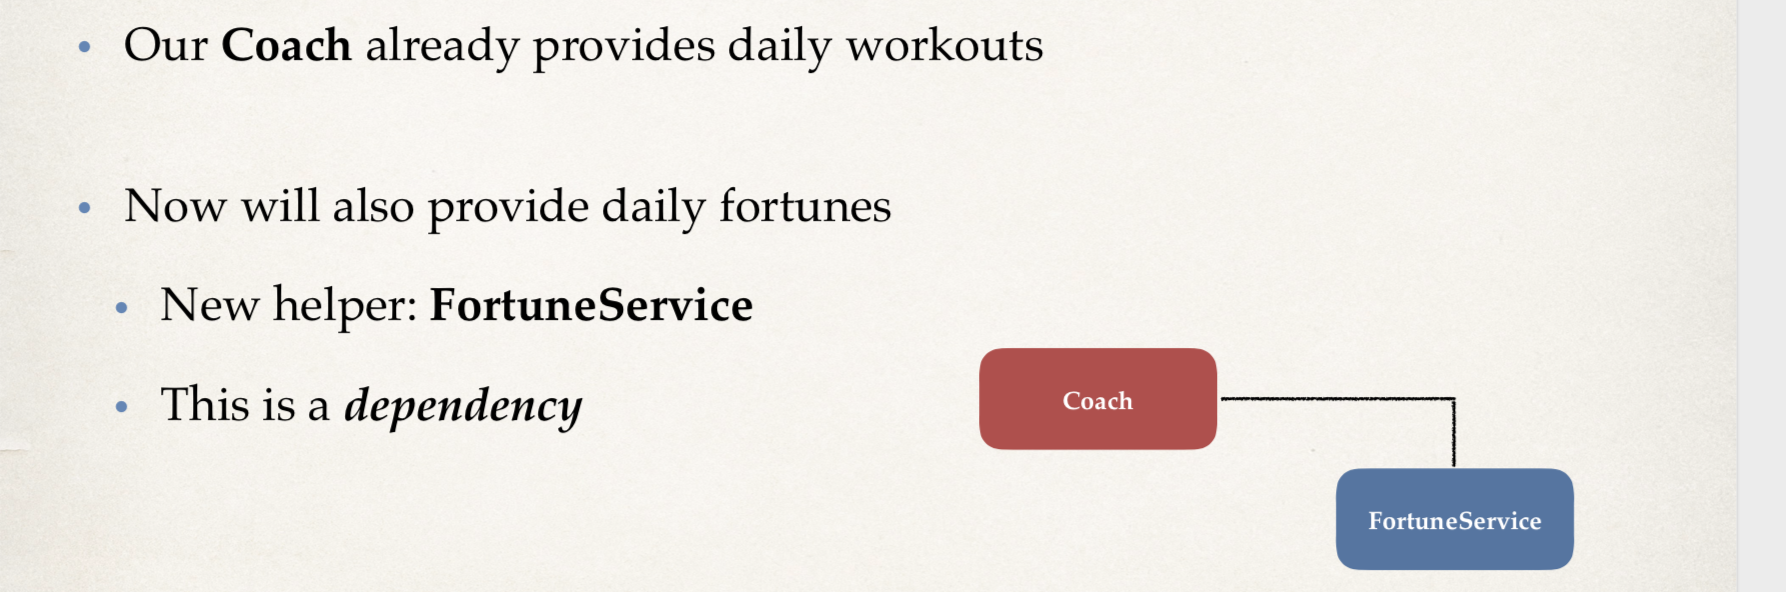 Our Coach already provides daily workouts
Now will also provide daily fortunes
New helper: FortuneService
This is a dependency
Coach
FortuneService